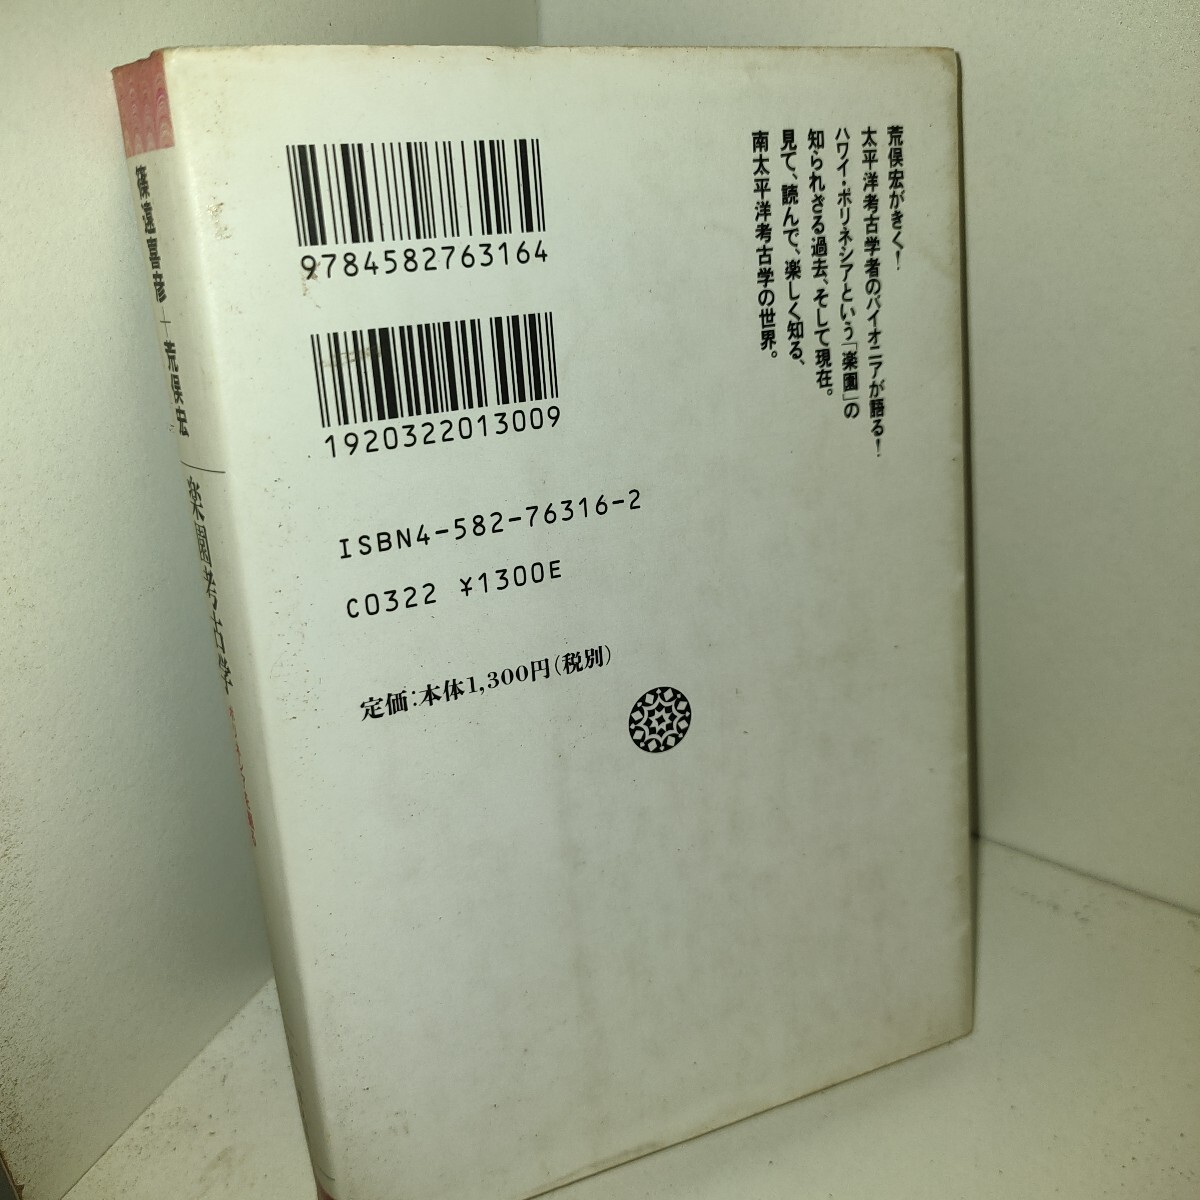 荒俣宏がきく!
太平洋考古学者のパイオニアが語る!
ハワイ・ポリネシアという「楽園」の
知られざる過去、そして現在。
見て、読んで、楽しく知る、
南太平洋考古学の世界。
9784582763164
1920322013009
ISBN4-582-76316-2
C0322 ¥1300E
定価:本体1,300円(税別)
篠遠喜彦―荒俣宏
楽園考古学